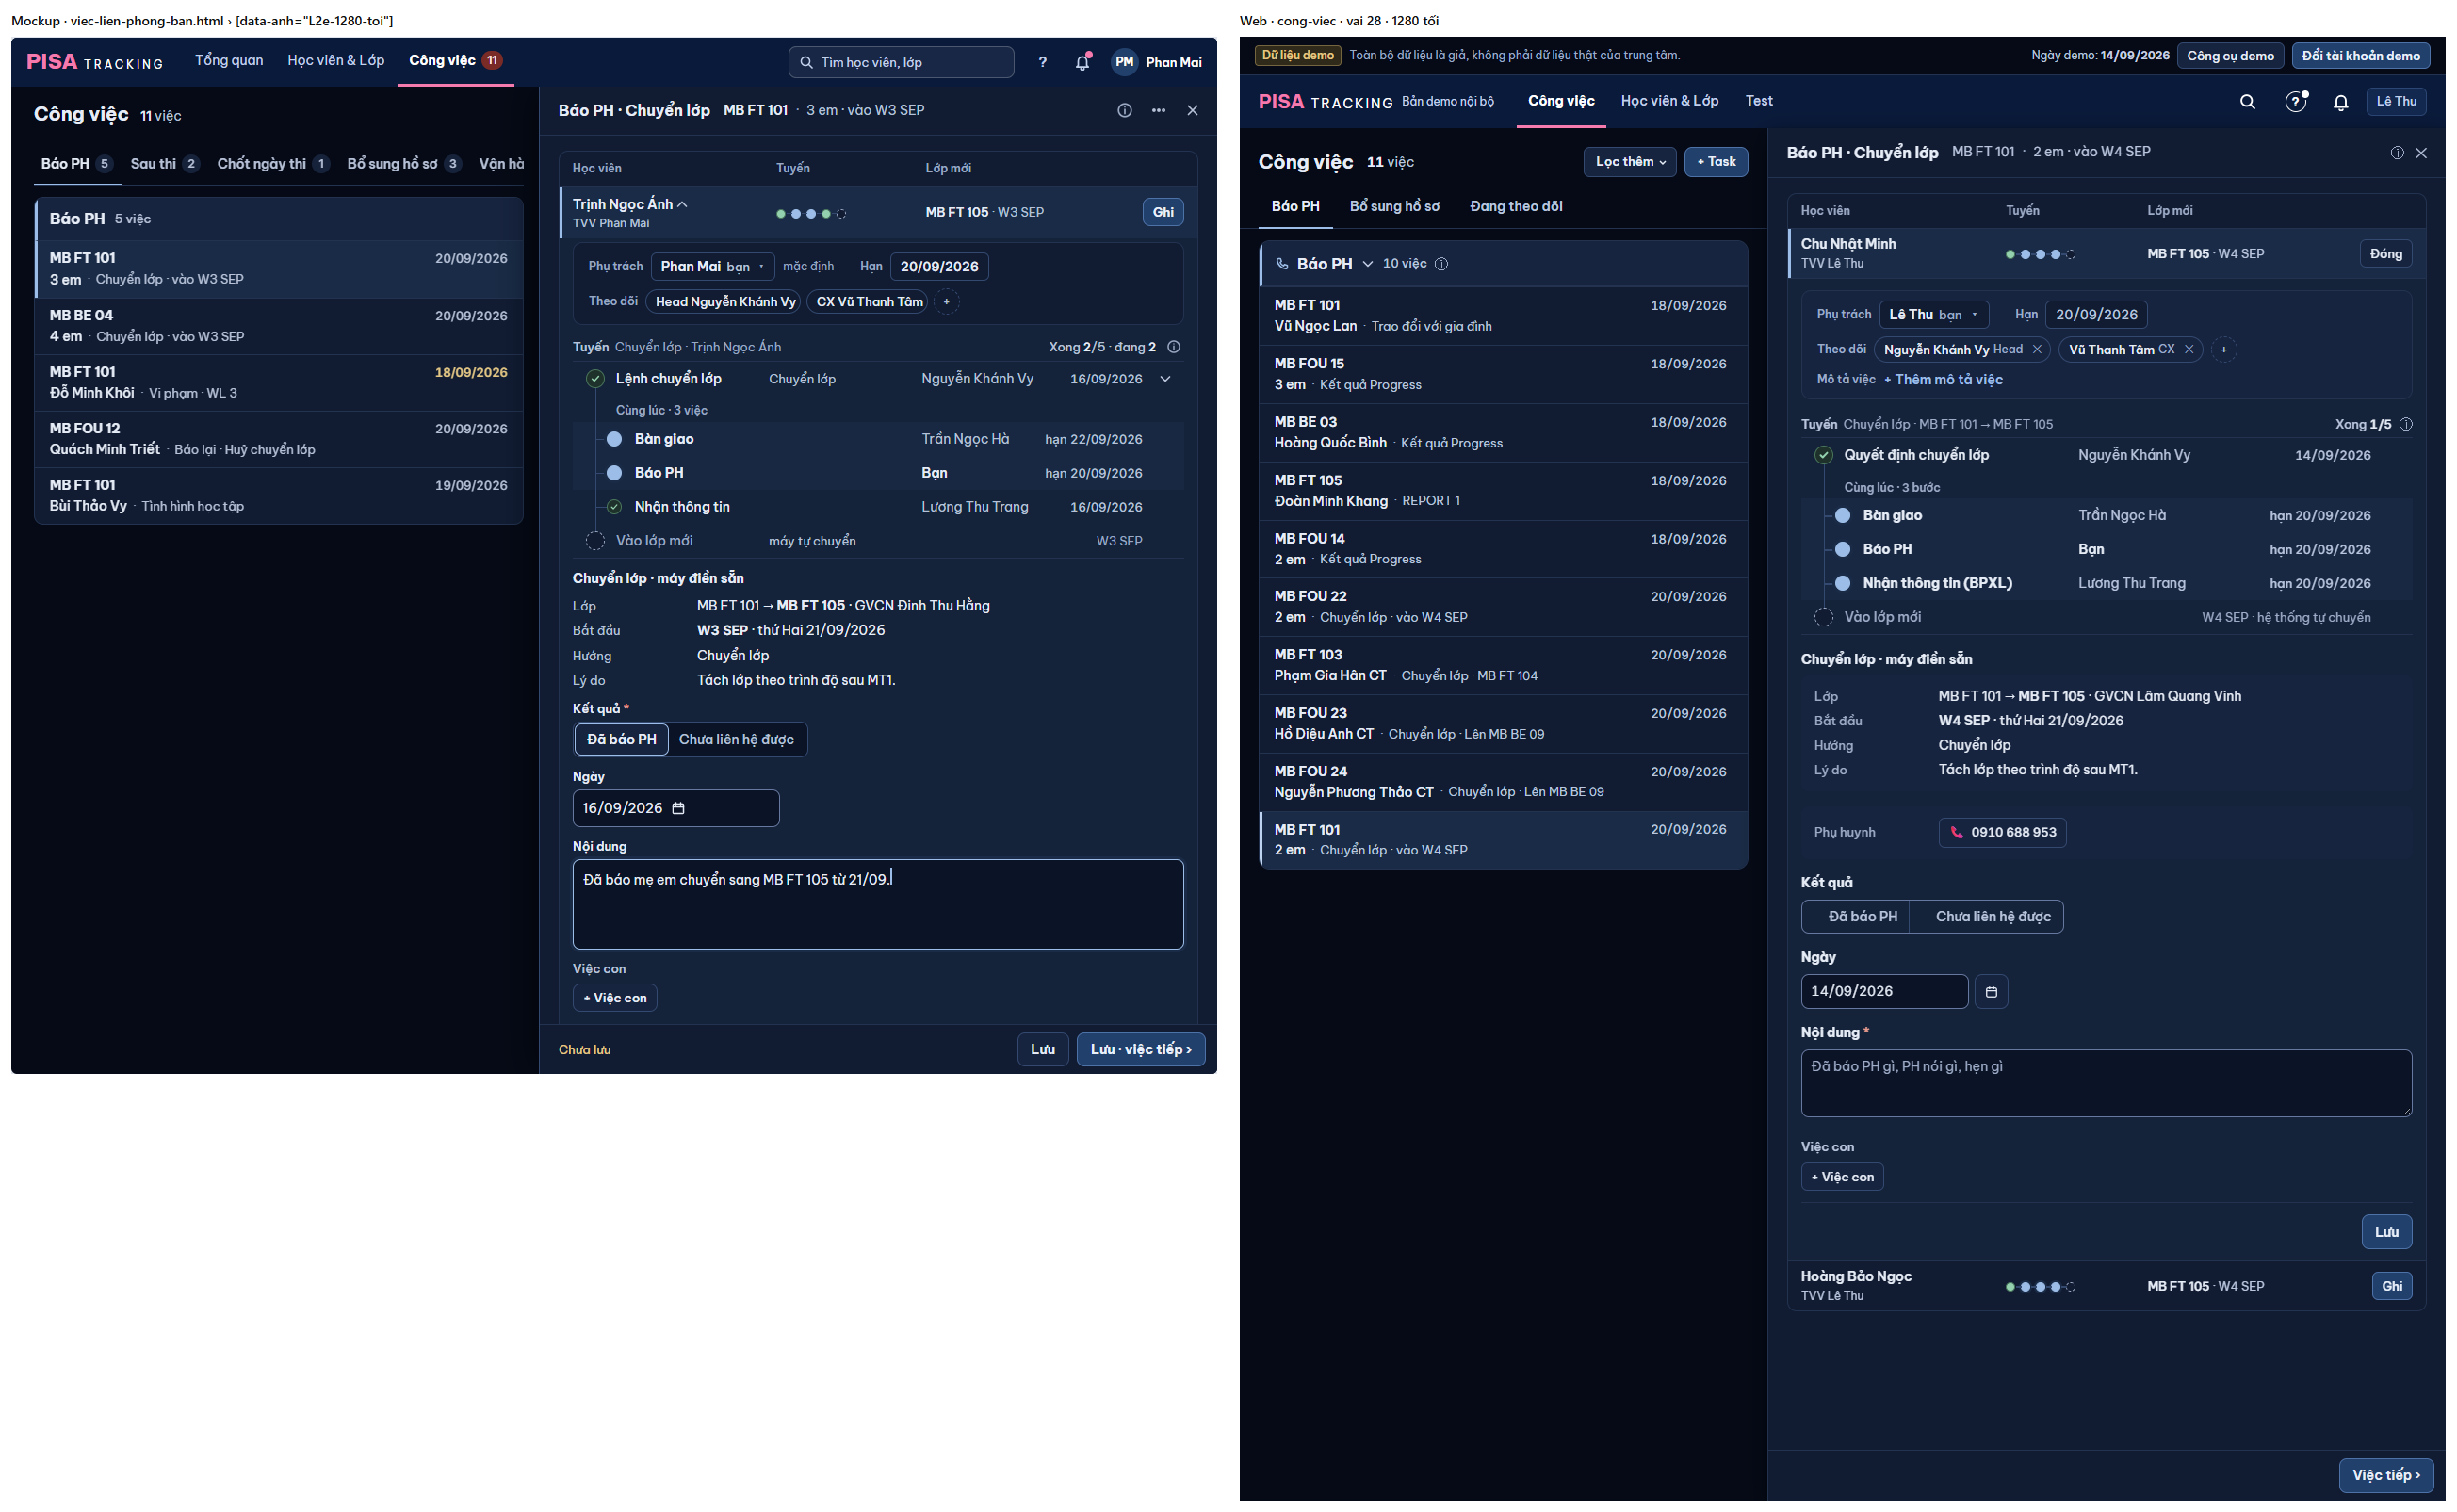 Mockup · viec-lien-phong-ban.html › [data-anh="L2e-1280-toi"]
PISA TRACKING Tổng quan Học viên & Lớp Công việc 11 Tìm học viên, lớp ? PM Phan Mai
Công việc 11 việc
Báo PH 5 Sau thi 2 Chốt ngày thi 1 Bổ sung hồ sơ 3 Vận hà
Báo PH 5 việc
MB FT 101 20/09/2026
3 em · Chuyển lớp · vào W3 SEP
MB BE 04 20/09/2026
4 em · Chuyển lớp · vào W3 SEP
MB FT 101 18/09/2026
Đỗ Minh Khôi · Vi phạm · WL 3
MB FOU 12 20/09/2026
Quách Minh Triết · Báo lại · Huỷ chuyển lớp
MB FT 101 19/09/2026
Bùi Thảo Vy · Tình hình học tập
Báo PH · Chuyển lớp MB FT 101 · 3 em · vào W3 SEP
Học viên Tuyến Lớp mới
Trịnh Ngọc Ánh
TVV Phan Mai
MB FT 105 · W3 SEP Ghi
Phụ trách Phan Mai bạn mặc định Hạn 20/09/2026
Theo dõi Head Nguyễn Khánh Vy CX Vũ Thanh Tâm +
Tuyến Chuyển lớp · Trịnh Ngọc Ánh Xong 2/5 · đang 2
Lệnh chuyển lớp Chuyển lớp Nguyễn Khánh Vy 16/09/2026
Cùng lúc · 3 việc
Bàn giao Trần Ngọc Hà hạn 22/09/2026
Báo PH Bạn hạn 20/09/2026
Nhận thông tin Lương Thu Trang 16/09/2026
Vào lớp mới máy tự chuyển W3 SEP
Chuyển lớp · máy điền sẵn
Lớp MB FT 101 → MB FT 105 · GVCN Đinh Thu Hằng
Bắt đầu W3 SEP · thứ Hai 21/09/2026
Hướng Chuyển lớp
Lý do Tách lớp theo trình độ sau MT1.
Kết quả *
Đã báo PH Chưa liên hệ được
Ngày
16/09/2026
Nội dung
Đã báo mẹ em chuyển sang MB FT 105 từ 21/09.
Việc con
+ Việc con
Chưa lưu Lưu Lưu · việc tiếp ›
Web · cong-viec · vai 28 · 1280 tối
Dữ liệu demo Toàn bộ dữ liệu là giả, không phải dữ liệu thật của trung tâm. Ngày demo: 14/09/2026 Công cụ demo Đổi tài khoản demo
PISA TRACKING Bản demo nội bộ Công việc Học viên & Lớp Test ? Lê Thu
Công việc 11 việc Lọc thêm + Task
Báo PH Bổ sung hồ sơ Đang theo dõi
Báo PH 10 việc
MB FT 101 18/09/2026
Vũ Ngọc Lan · Trao đổi với gia đình
MB FOU 15 18/09/2026
3 em · Kết quả Progress
MB BE 03 18/09/2026
Hoàng Quốc Bình · Kết quả Progress
MB FT 105 18/09/2026
Đoàn Minh Khang · REPORT 1
MB FOU 14 18/09/2026
2 em · Kết quả Progress
MB FOU 22 20/09/2026
2 em · Chuyển lớp · vào W4 SEP
MB FT 103 20/09/2026
Phạm Gia Hân CT · Chuyển lớp · MB FT 104
MB FOU 23 20/09/2026
Hồ Diệu Anh CT · Chuyển lớp · Lên MB BE 09
MB FOU 24 20/09/2026
Nguyễn Phương Thảo CT · Chuyển lớp · Lên MB BE 09
MB FT 101 20/09/2026
2 em · Chuyển lớp · vào W4 SEP
Báo PH · Chuyển lớp MB FT 101 · 2 em · vào W4 SEP
Học viên Tuyến Lớp mới
Chu Nhật Minh
TVV Lê Thu
MB FT 105 · W4 SEP Đóng
Phụ trách Lê Thu bạn Hạn 20/09/2026
Theo dõi Nguyễn Khánh Vy Head Vũ Thanh Tâm CX +
Mô tả việc + Thêm mô tả việc
Tuyến Chuyển lớp · MB FT 101 → MB FT 105 Xong 1/5
Quyết định chuyển lớp Nguyễn Khánh Vy 14/09/2026
Cùng lúc · 3 bước
Bàn giao Trần Ngọc Hà hạn 20/09/2026
Báo PH Bạn hạn 20/09/2026
Nhận thông tin (BPXL) Lương Thu Trang hạn 20/09/2026
Vào lớp mới W4 SEP · hệ thống tự chuyển
Chuyển lớp · máy điền sẵn
Lớp MB FT 101 → MB FT 105 · GVCN Lâm Quang Vinh
Bắt đầu W4 SEP · thứ Hai 21/09/2026
Hướng Chuyển lớp
Lý do Tách lớp theo trình độ sau MT1.
Phụ huynh 0910 688 953
Kết quả
Đã báo PH Chưa liên hệ được
Ngày
14/09/2026
Nội dung *
Đã báo PH gì, PH nói gì, hẹn gì
Việc con
+ Việc con
Lưu
Hoàng Bảo Ngọc
TVV Lê Thu
MB FT 105 · W4 SEP Ghi
Việc tiếp ›